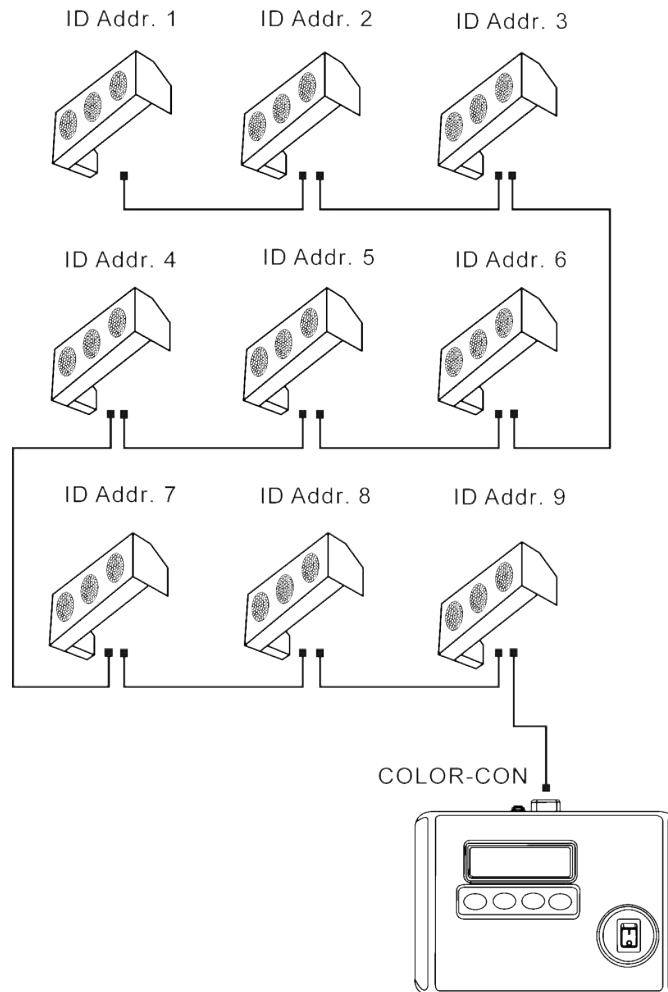 ID Addr. 1
ID Addr. 2
ID Addr. 3
ID Addr. 4
ID Addr. 5
ID Addr. 6
ID Addr. 7
ID Addr. 8
ID Addr. 9
COLOR-CON